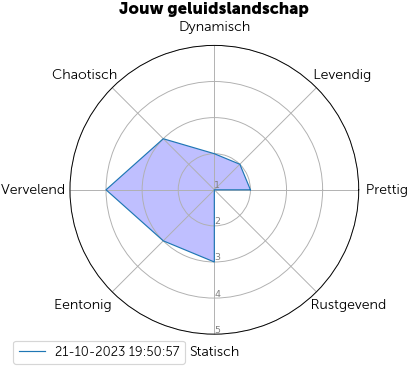 Jouw geluidslandschap
Dynamisch
Chaotisch
Levendig
Vervelend
Prettig
1
2
3
4
5
Eentonig
Rustgevend
Statisch
21-10-2023 19:50:57